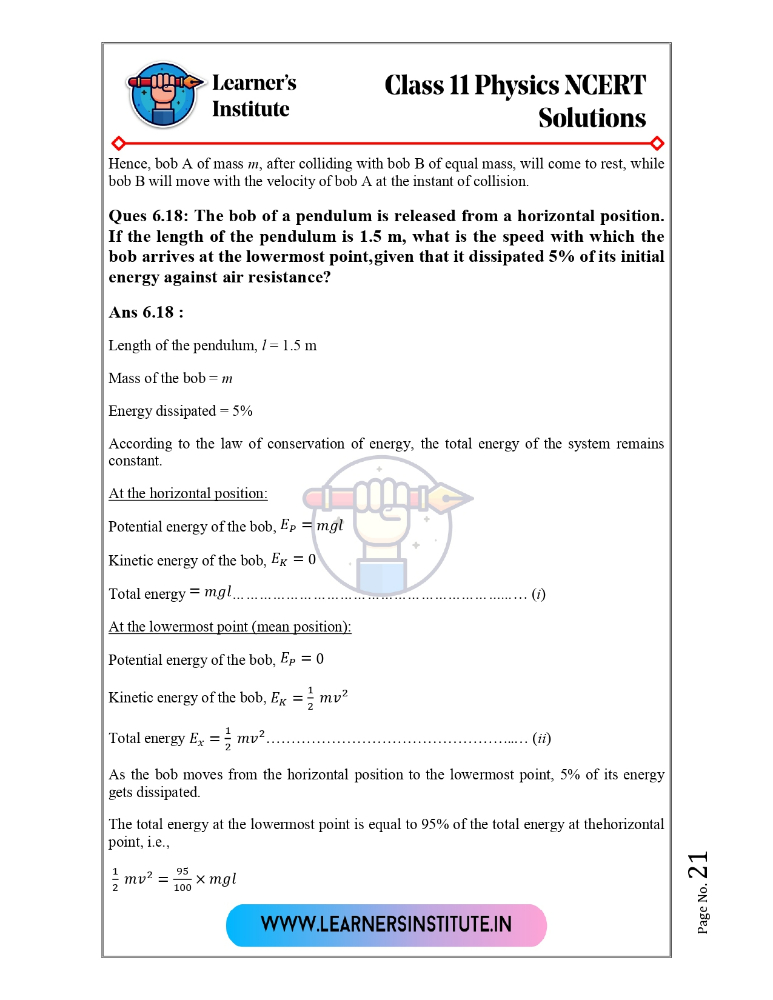 Learner's
Institute
Class 11 Physics NCERT
Solutions
Hence, bob A of mass m, after colliding with bob B of equal mass, will come to rest, while
bob B will move with the velocity of bob A at the instant of collision.
Ques 6.18: The bob of a pendulum is released from a horizontal position.
If the length of the pendulum is 1.5 m, what is the speed with which the
bob arrives at the lowermost point,given that it dissipated 5% of its initial
energy against air resistance?
Ans 6.18 :
Length of the pendulum, l = 1.5 m
Mass of the bob = m
Energy dissipated = 5%
According to the law of conservation of energy, the total energy of the system remains
constant.
At the horizontal position:
Potential energy of the bob, E_P = mgl
Kinetic energy of the bob, E_K = 0
Total energy = mgl………………………………………………………...… (i)
At the lowermost point (mean position):
Potential energy of the bob, E_P = 0
Kinetic energy of the bob, E_K = 1/2 mv²
Total energy E_x = 1/2 mv²……………………………………..… (ii)
As the bob moves from the horizontal position to the lowermost point, 5% of its energy
gets dissipated.
The total energy at the lowermost point is equal to 95% of the total energy at thehorizontal
point, i.e.,
1/2 mv² = 95/100 × mgl
WWW.LEARNERSINSTITUTE.IN
Page No. 21